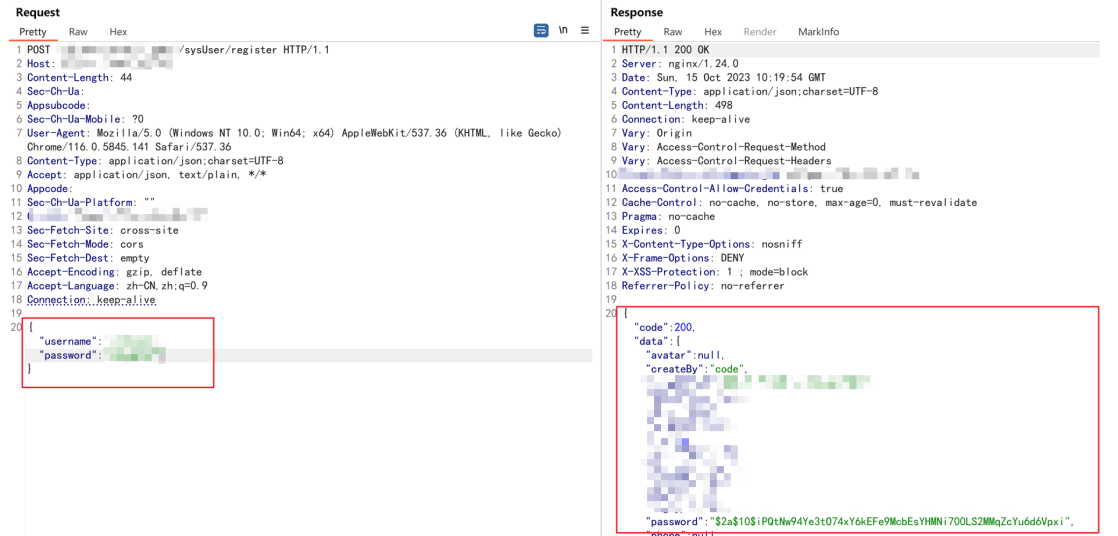 Request
Pretty Raw Hex \n
1 POST /sysUser/register HTTP/1.1
2 Host:
3 Content-Length: 44
4 Sec-Ch-Ua:
5 Appsubcode:
6 Sec-Ch-Ua-Mobile: ?0
7 User-Agent: Mozilla/5.0 (Windows NT 10.0; Win64; x64) AppleWebKit/537.36 (KHTML, like Gecko)
Chrome/116.0.5845.141 Safari/537.36
8 Content-Type: application/json;charset=UTF-8
9 Accept: application/json, text/plain, */*
10 Appcode:
11 Sec-Ch-Ua-Platform: ""
12
13 Sec-Fetch-Site: cross-site
14 Sec-Fetch-Mode: cors
15 Sec-Fetch-Dest: empty
16 Accept-Encoding: gzip, deflate
17 Accept-Language: zh-CN,zh;q=0.9
18 Connection: keep-alive
19
20 {
"username":
"password":
}
Response
Pretty Raw Hex Render MarkInfo
1 HTTP/1.1 200 OK
2 Server: nginx/1.24.0
3 Date: Sun, 15 Oct 2023 10:19:54 GMT
4 Content-Type: application/json;charset=UTF-8
5 Content-Length: 498
6 Connection: keep-alive
7 Vary: Origin
8 Vary: Access-Control-Request-Method
9 Vary: Access-Control-Request-Headers
10
11 Access-Control-Allow-Credentials: true
12 Cache-Control: no-cache, no-store, max-age=0, must-revalidate
13 Pragma: no-cache
14 Expires: 0
15 X-Content-Type-Options: nosniff
16 X-Frame-Options: DENY
17 X-XSS-Protection: 1 ; mode=block
18 Referrer-Policy: no-referrer
19
20 {
"code":200,
"data":{
"avatar":null,
"createBy":"code",
"password":"$2a$10$iPQtNw94Ye3tO74xY6kEFe9McbEsYHMNi70OLS2MMqZcYu6d6Vpxi",